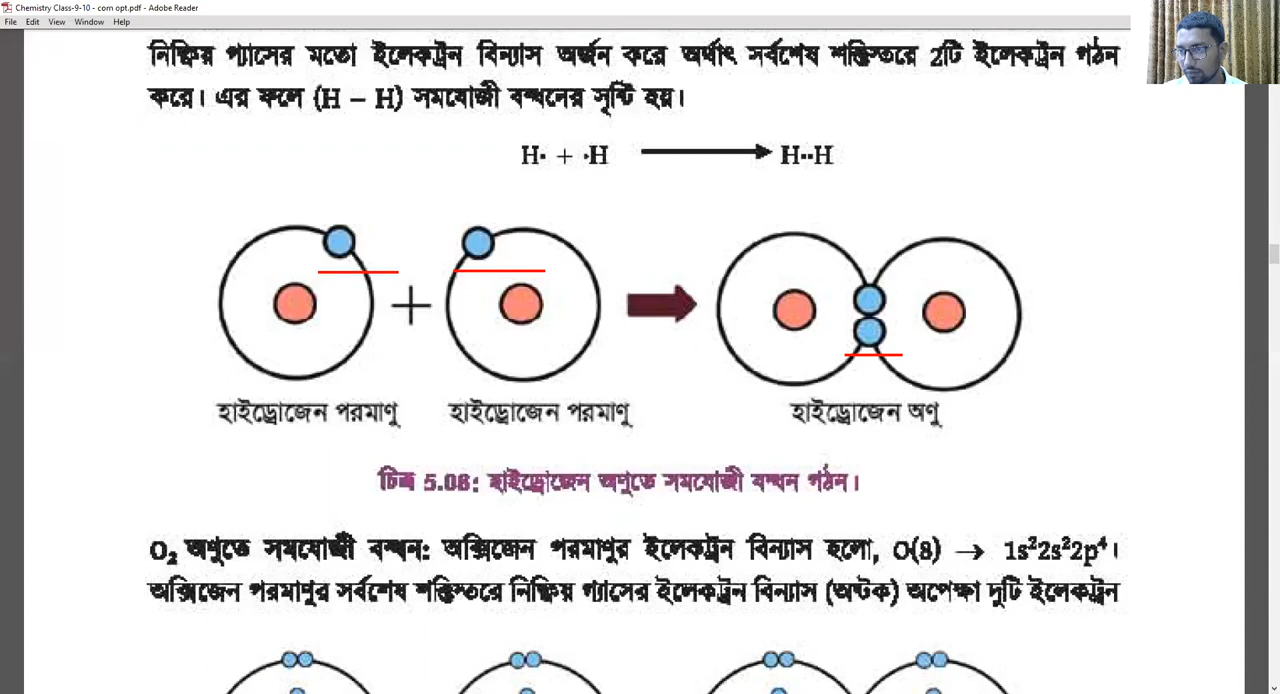 Chemistry Class-9-10 - com opt.pdf - Adobe Reader
File Edit View Window Help
নিষ্ক্রিয় গ্যাসের মতো ইলেকট্রন বিন্যাস অর্জন করে অর্থাৎ সর্বশেষ শক্তিস্তরে 2টি ইলেকট্রন গঠন
করে। এর ফলে (H – H) সমযোজী বন্ধনের সৃষ্টি হয়।
H· + ·H ⟶ H··H
+
হাইড্রোজেন পরমাণু হাইড্রোজেন পরমাণু হাইড্রোজেন অণু
চিত্র 5.08: হাইড্রোজেন অণুতে সমযোজী বন্ধন গঠন।
O₂ অণুতে সমযোজী বন্ধন: অক্সিজেন পরমাণুর ইলেকট্রন বিন্যাস হলো, O(8) → 1s²2s²2p⁴।
অক্সিজেন পরমাণুর সর্বশেষ শক্তিস্তরে নিষ্ক্রিয় গ্যাসের ইলেকট্রন বিন্যাস (অষ্টক) অপেক্ষা দুটি ইলেকট্রন